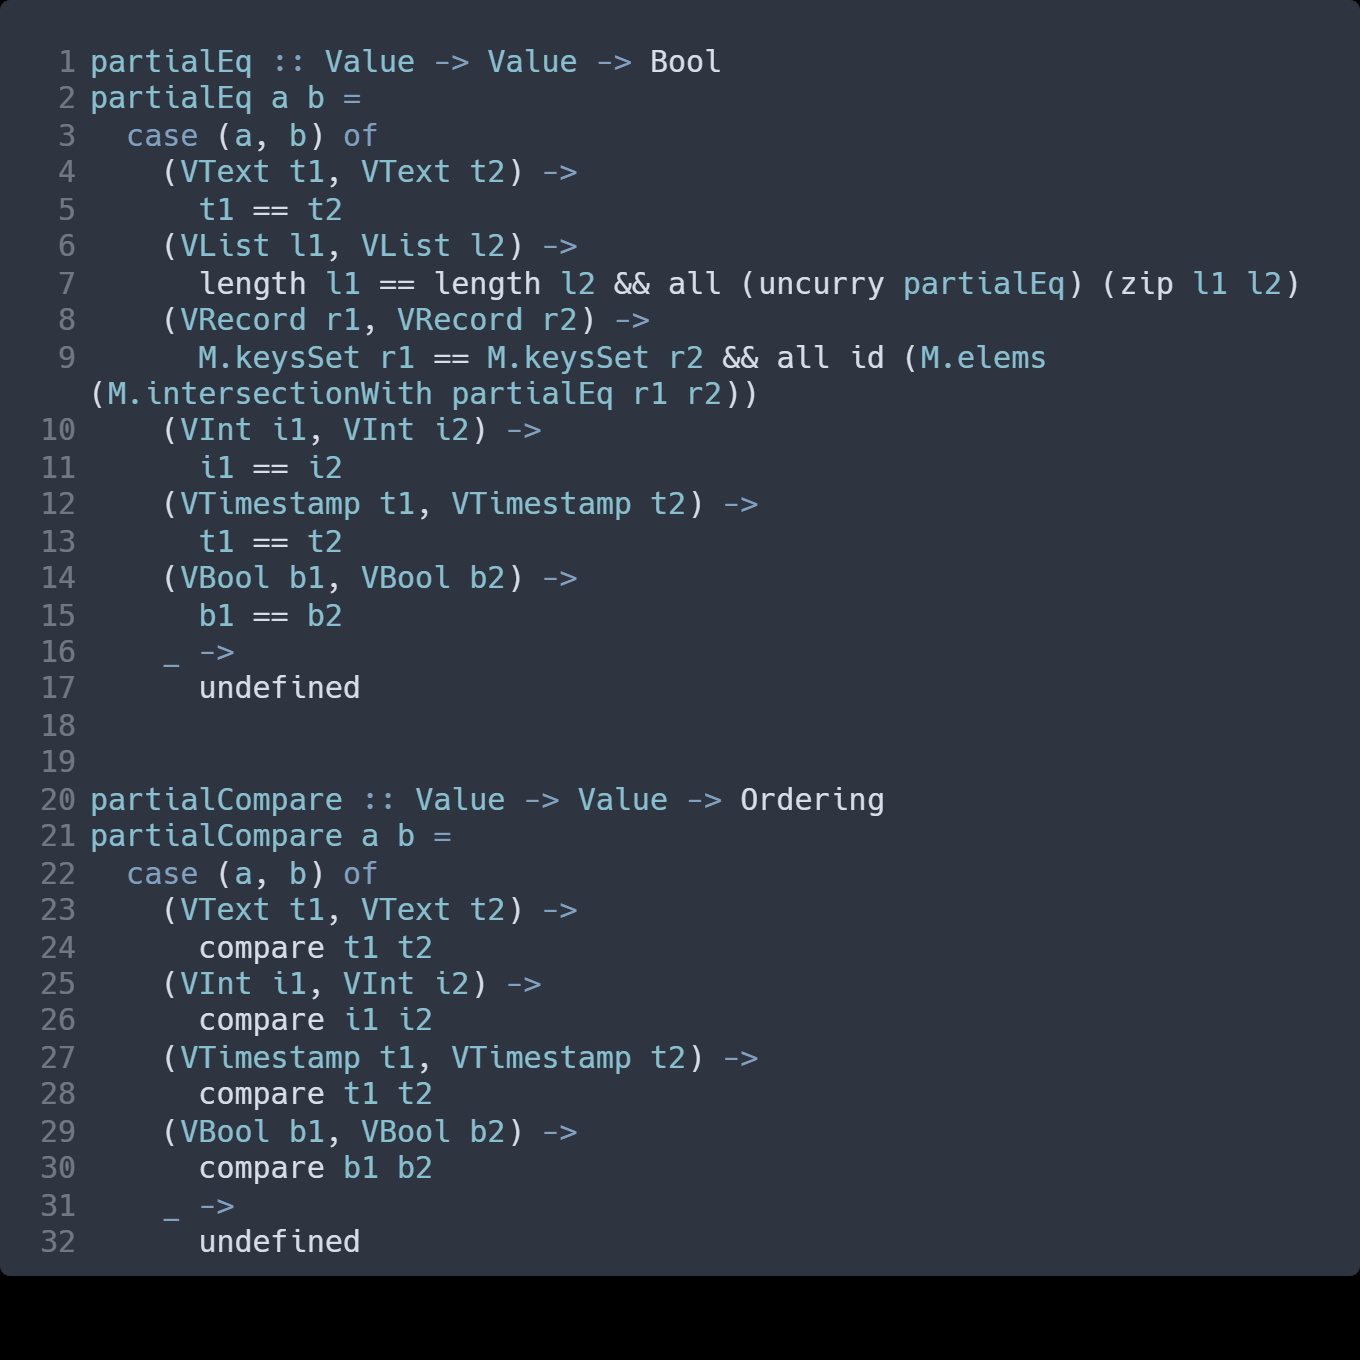 1 partialEq :: Value -> Value -> Bool
2 partialEq a b =
3   case (a, b) of
4     (VText t1, VText t2) ->
5       t1 == t2
6     (VList l1, VList l2) ->
7       length l1 == length l2 && all (uncurry partialEq) (zip l1 l2)
8     (VRecord r1, VRecord r2) ->
9       M.keysSet r1 == M.keysSet r2 && all id (M.elems
(M.intersectionWith partialEq r1 r2))
10     (VInt i1, VInt i2) ->
11       i1 == i2
12     (VTimestamp t1, VTimestamp t2) ->
13       t1 == t2
14     (VBool b1, VBool b2) ->
15       b1 == b2
16     _ ->
17       undefined
18
19
20 partialCompare :: Value -> Value -> Ordering
21 partialCompare a b =
22   case (a, b) of
23     (VText t1, VText t2) ->
24       compare t1 t2
25     (VInt i1, VInt i2) ->
26       compare i1 i2
27     (VTimestamp t1, VTimestamp t2) ->
28       compare t1 t2
29     (VBool b1, VBool b2) ->
30       compare b1 b2
31     _ ->
32       undefined